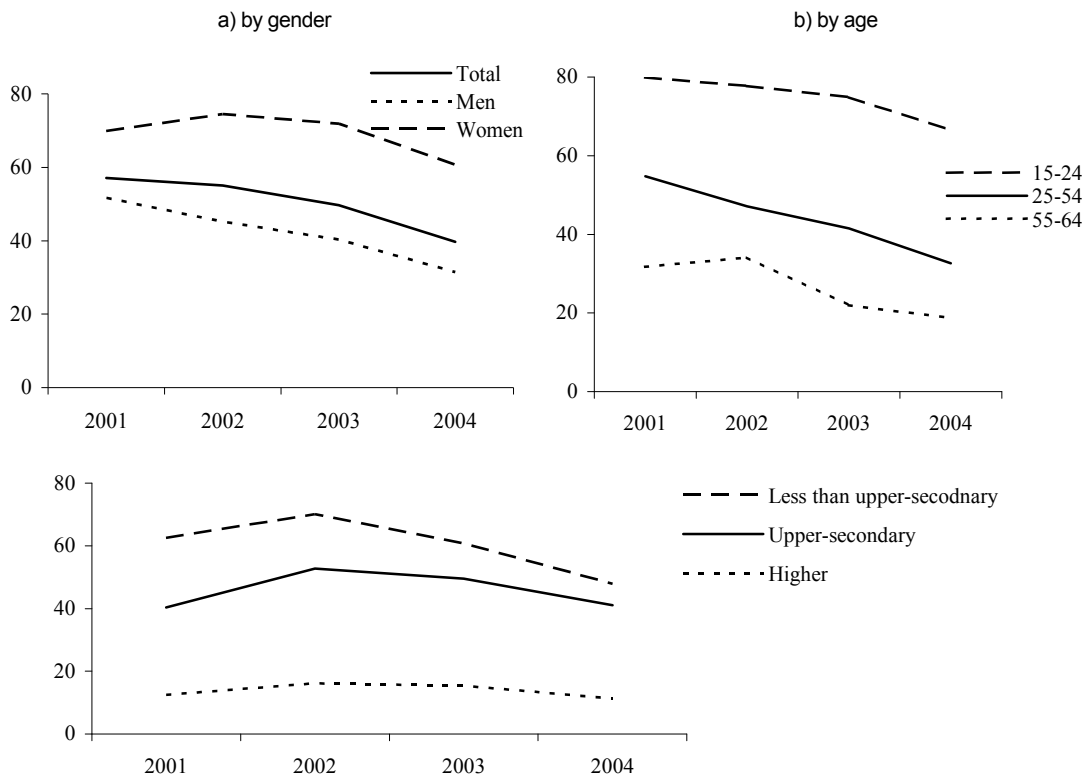 a) by gender
Total
Men
Women
80
60
40
20
0
2001 2002 2003 2004
b) by age
80
60
40
20
0
15-24
25-54
55-64
2001 2002 2003 2004
80
60
40
20
0
Less than upper-secodnary
Upper-secondary
Higher
2001 2002 2003 2004